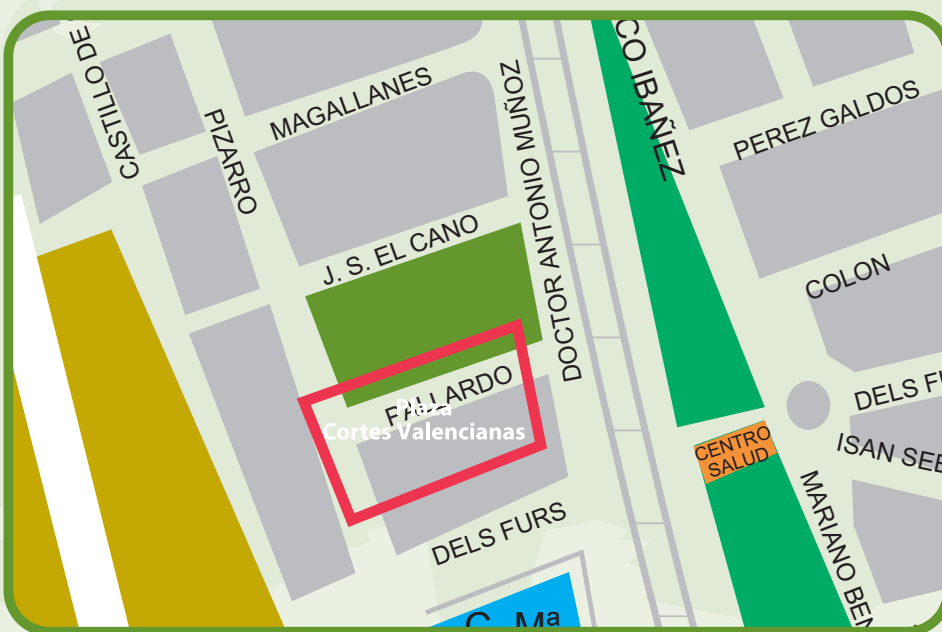 CASTILLO DE
PIZARRO
MAGALLANES
DOCTOR ANTONIO MUÑOZ
CO IBAÑEZ
PEREZ GALDOS
J. S. EL CANO
COLON
Plaza
Cortes Valencianas
CENTRO
SALUD
DELS FU
ISAN SEB
MARIANO BEN
DELS FURS
C. Mª